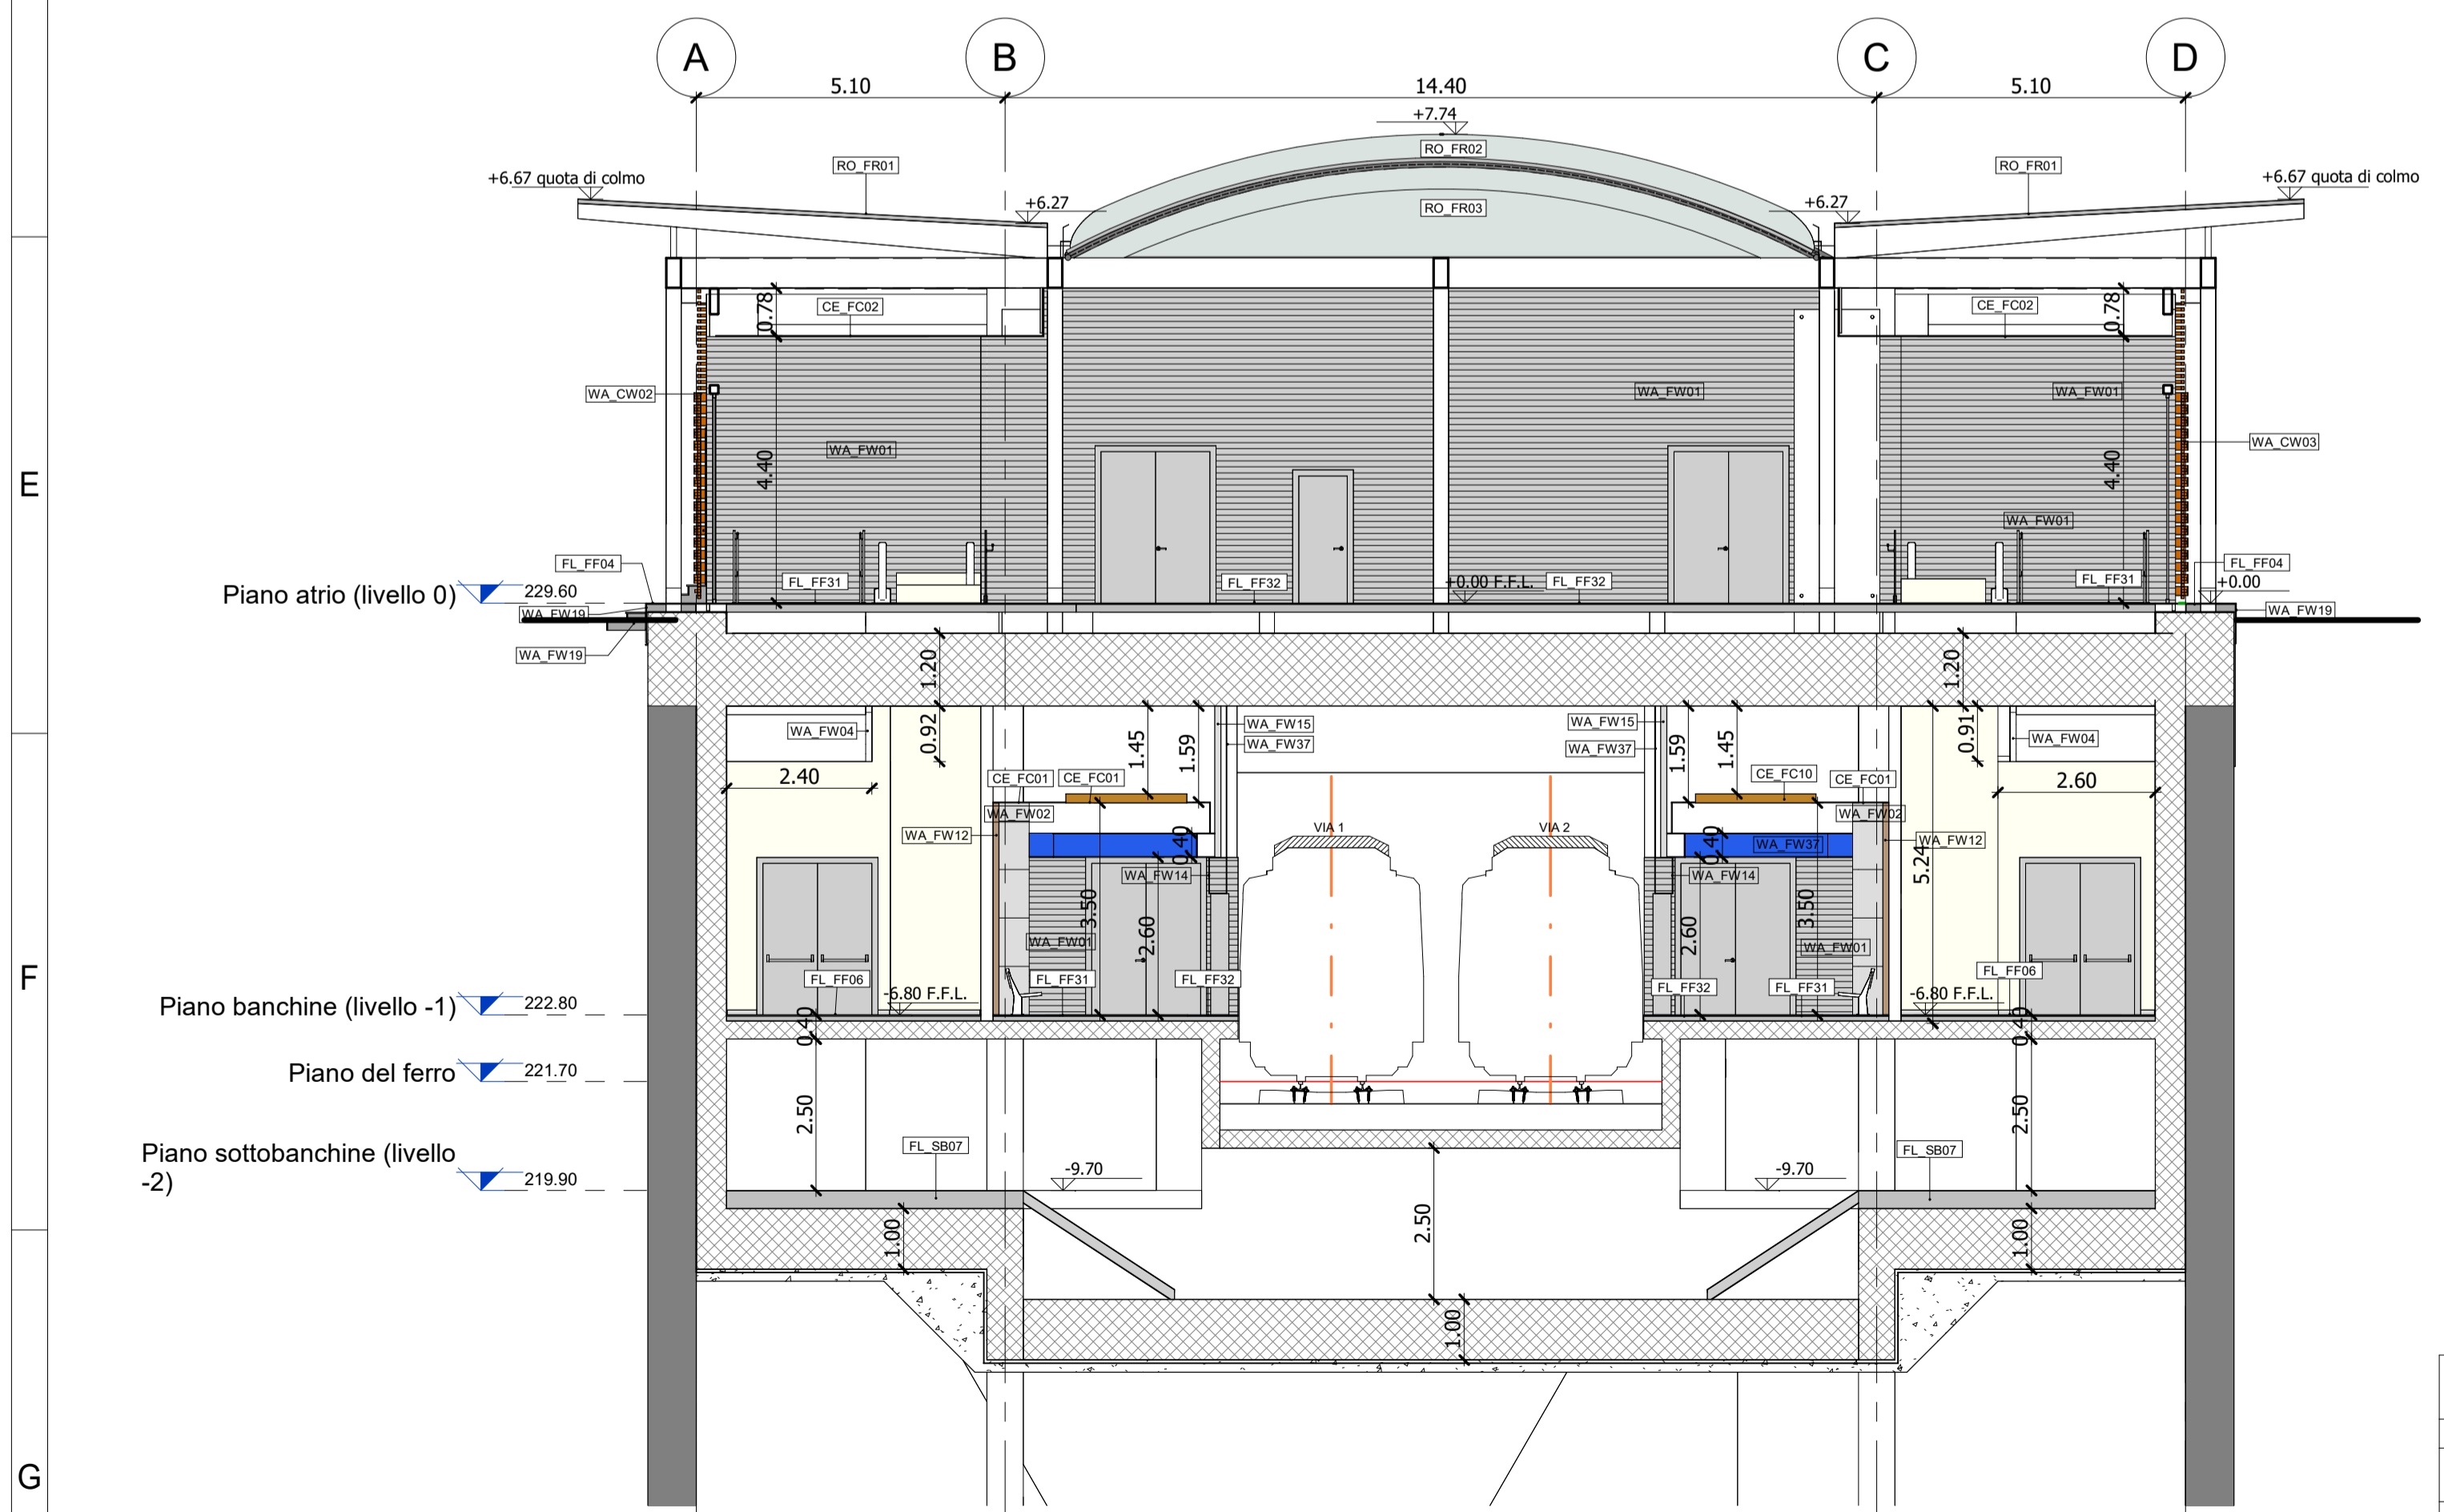 A
B
C
D
5.10
14.40
5.10
+7.74
RO_FR02
RO_FR01
RO_FR01
+6.67 quota di colmo
+6.67 quota di colmo
+6.27
+6.27
RO_FR03
0.78
CE_FC02
CE_FC02
0.78
WA_CW02
WA_FW01
WA_FW01
WA_FW01
4.40
4.40
WA_CW03
E
WA_FW01
FL_FF04
FL_FF04
Piano atrio (livello 0)
229.60
FL_FF31
FL_FF32
+0.00 F.F.L.
FL_FF32
FL_FF31
+0.00
WA_FW19
WA_FW19
WA_FW19
1.20
1.20
WA_FW04
0.92
1.45
1.59
WA_FW15
WA_FW37
WA_FW15
WA_FW37
1.59
1.45
0.91
WA_FW04
2.40
CE_FC01
CE_FC01
CE_FC10
CE_FC01
2.60
WA_FW02
WA_FW02
WA_FW12
VIA 1
VIA 2
WA_FW12
0.40
0.40
WA_FW37
WA_FW14
WA_FW14
5.24
3.50
2.60
2.60
3.50
WA_FW01
WA_FW01
F
FL_FF06
FL_FF31
FL_FF32
FL_FF32
FL_FF31
FL_FF06
-6.80 F.F.L.
-6.80 F.F.L.
Piano banchine (livello -1)
222.80
0.40
0.40
Piano del ferro
221.70
2.50
2.50
Piano sottobanchine (livello
-2)
219.90
FL_SB07
FL_SB07
-9.70
-9.70
1.00
2.50
1.00
1.00
G